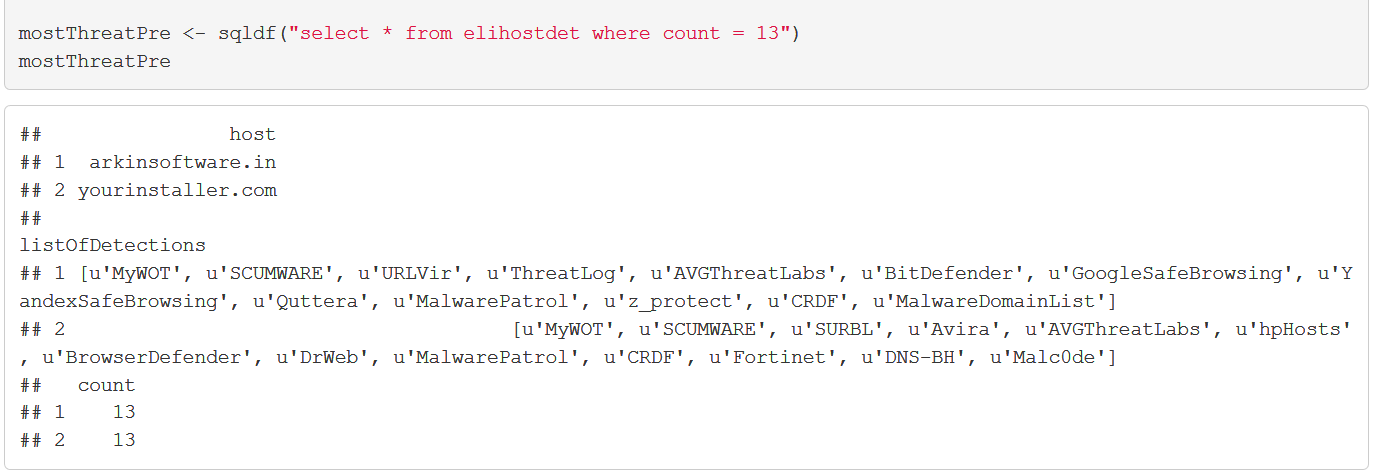 mostThreatPre <- sqldf("select * from elihostdet where count = 13")
mostThreatPre
##                 host
## 1  arkinsoftware.in
## 2 yourinstaller.com
##
listOfDetections
## 1 [u'MyWOT', u'SCUMWARE', u'URLVir', u'ThreatLog', u'AVGThreatLabs', u'BitDefender', u'GoogleSafeBrowsing', u'Y
andexSafeBrowsing', u'Quttera', u'MalwarePatrol', u'z_protect', u'CRDF', u'MalwareDomainList']
## 2                                       [u'MyWOT', u'SCUMWARE', u'SURBL', u'Avira', u'AVGThreatLabs', u'hpHosts'
, u'BrowserDefender', u'DrWeb', u'MalwarePatrol', u'CRDF', u'Fortinet', u'DNS-BH', u'Malc0de']
##   count
## 1    13
## 2    13